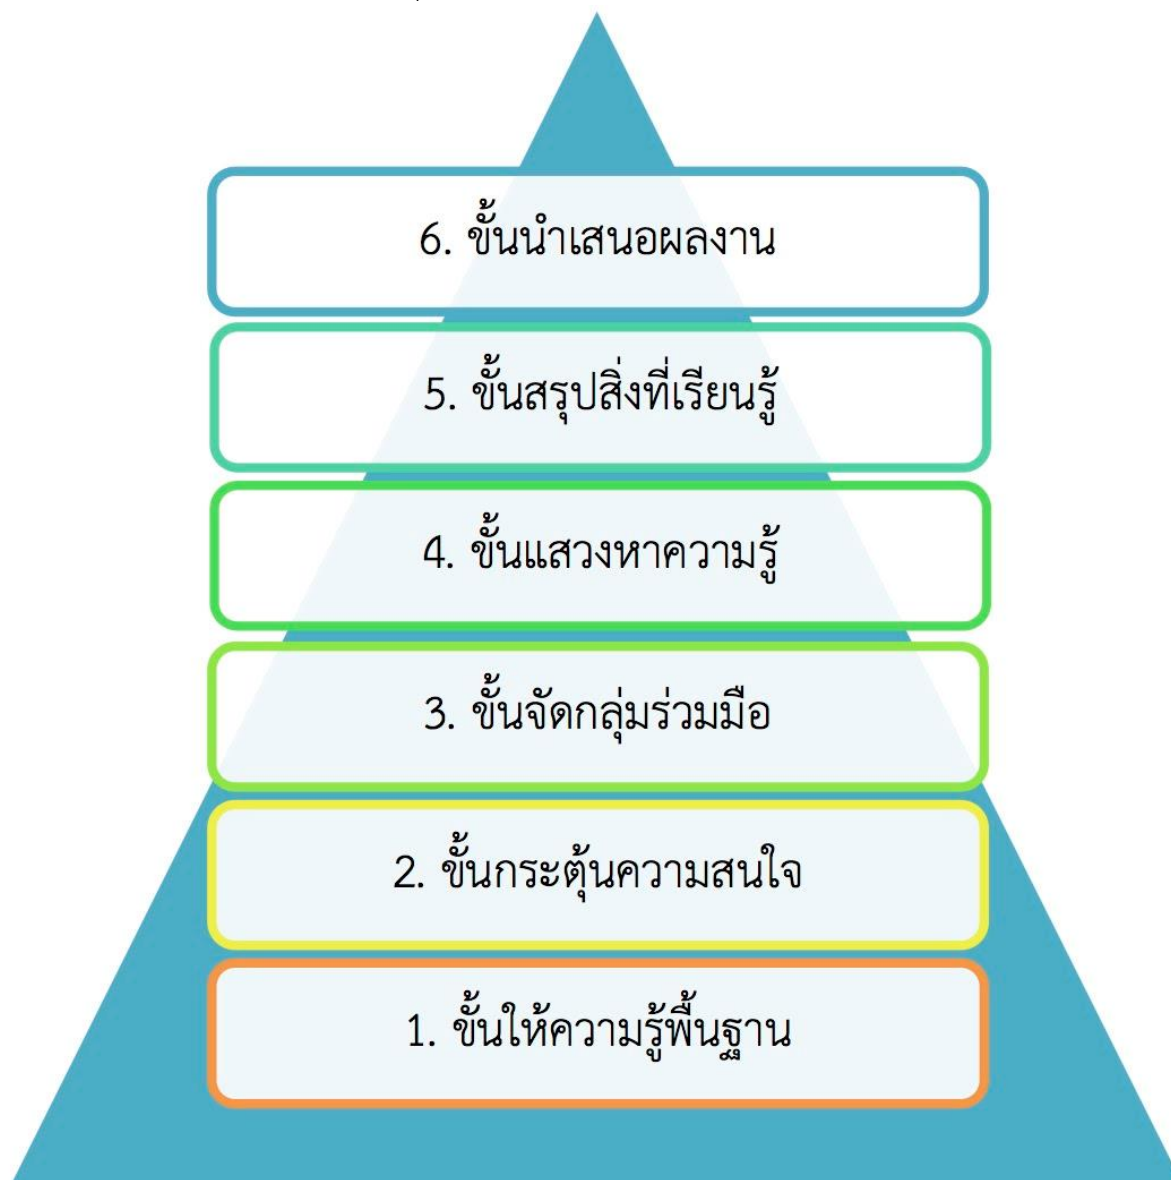 6. ขั้นนำเสนอผลงาน
5. ขั้นสรุปสิ่งที่เรียนรู้
4. ขั้นแสวงหาความรู้
3. ขั้นจัดกลุ่มร่วมมือ
2. ขั้นกระตุ้นความสนใจ
1. ขั้นให้ความรู้พื้นฐาน